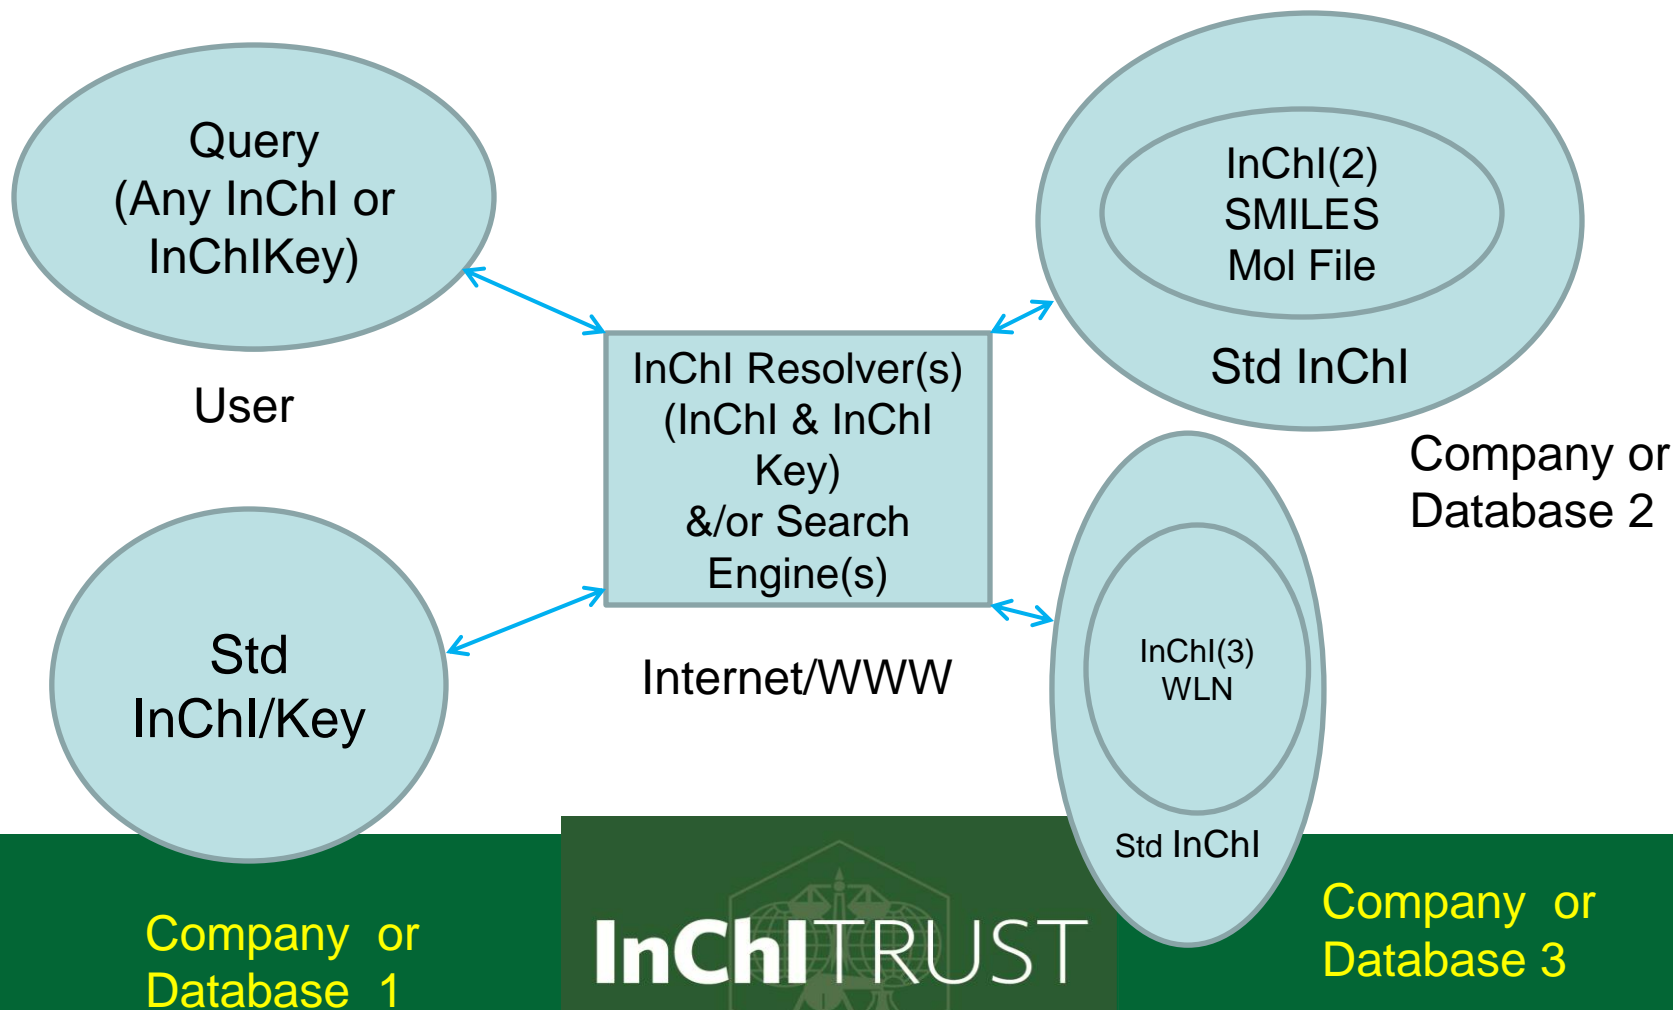 Query
(Any InChI or
InChIKey)
User
InChI(2)
SMILES
Mol File
Std InChI
Company or
Database 2
InChI Resolver(s)
(InChI & InChI
Key)
&/or Search
Engine(s)
Internet/WWW
Std
InChI/Key
Company or
Database 1
InChI(3)
WLN
Std InChI
Company or
Database 3
InChITRUST